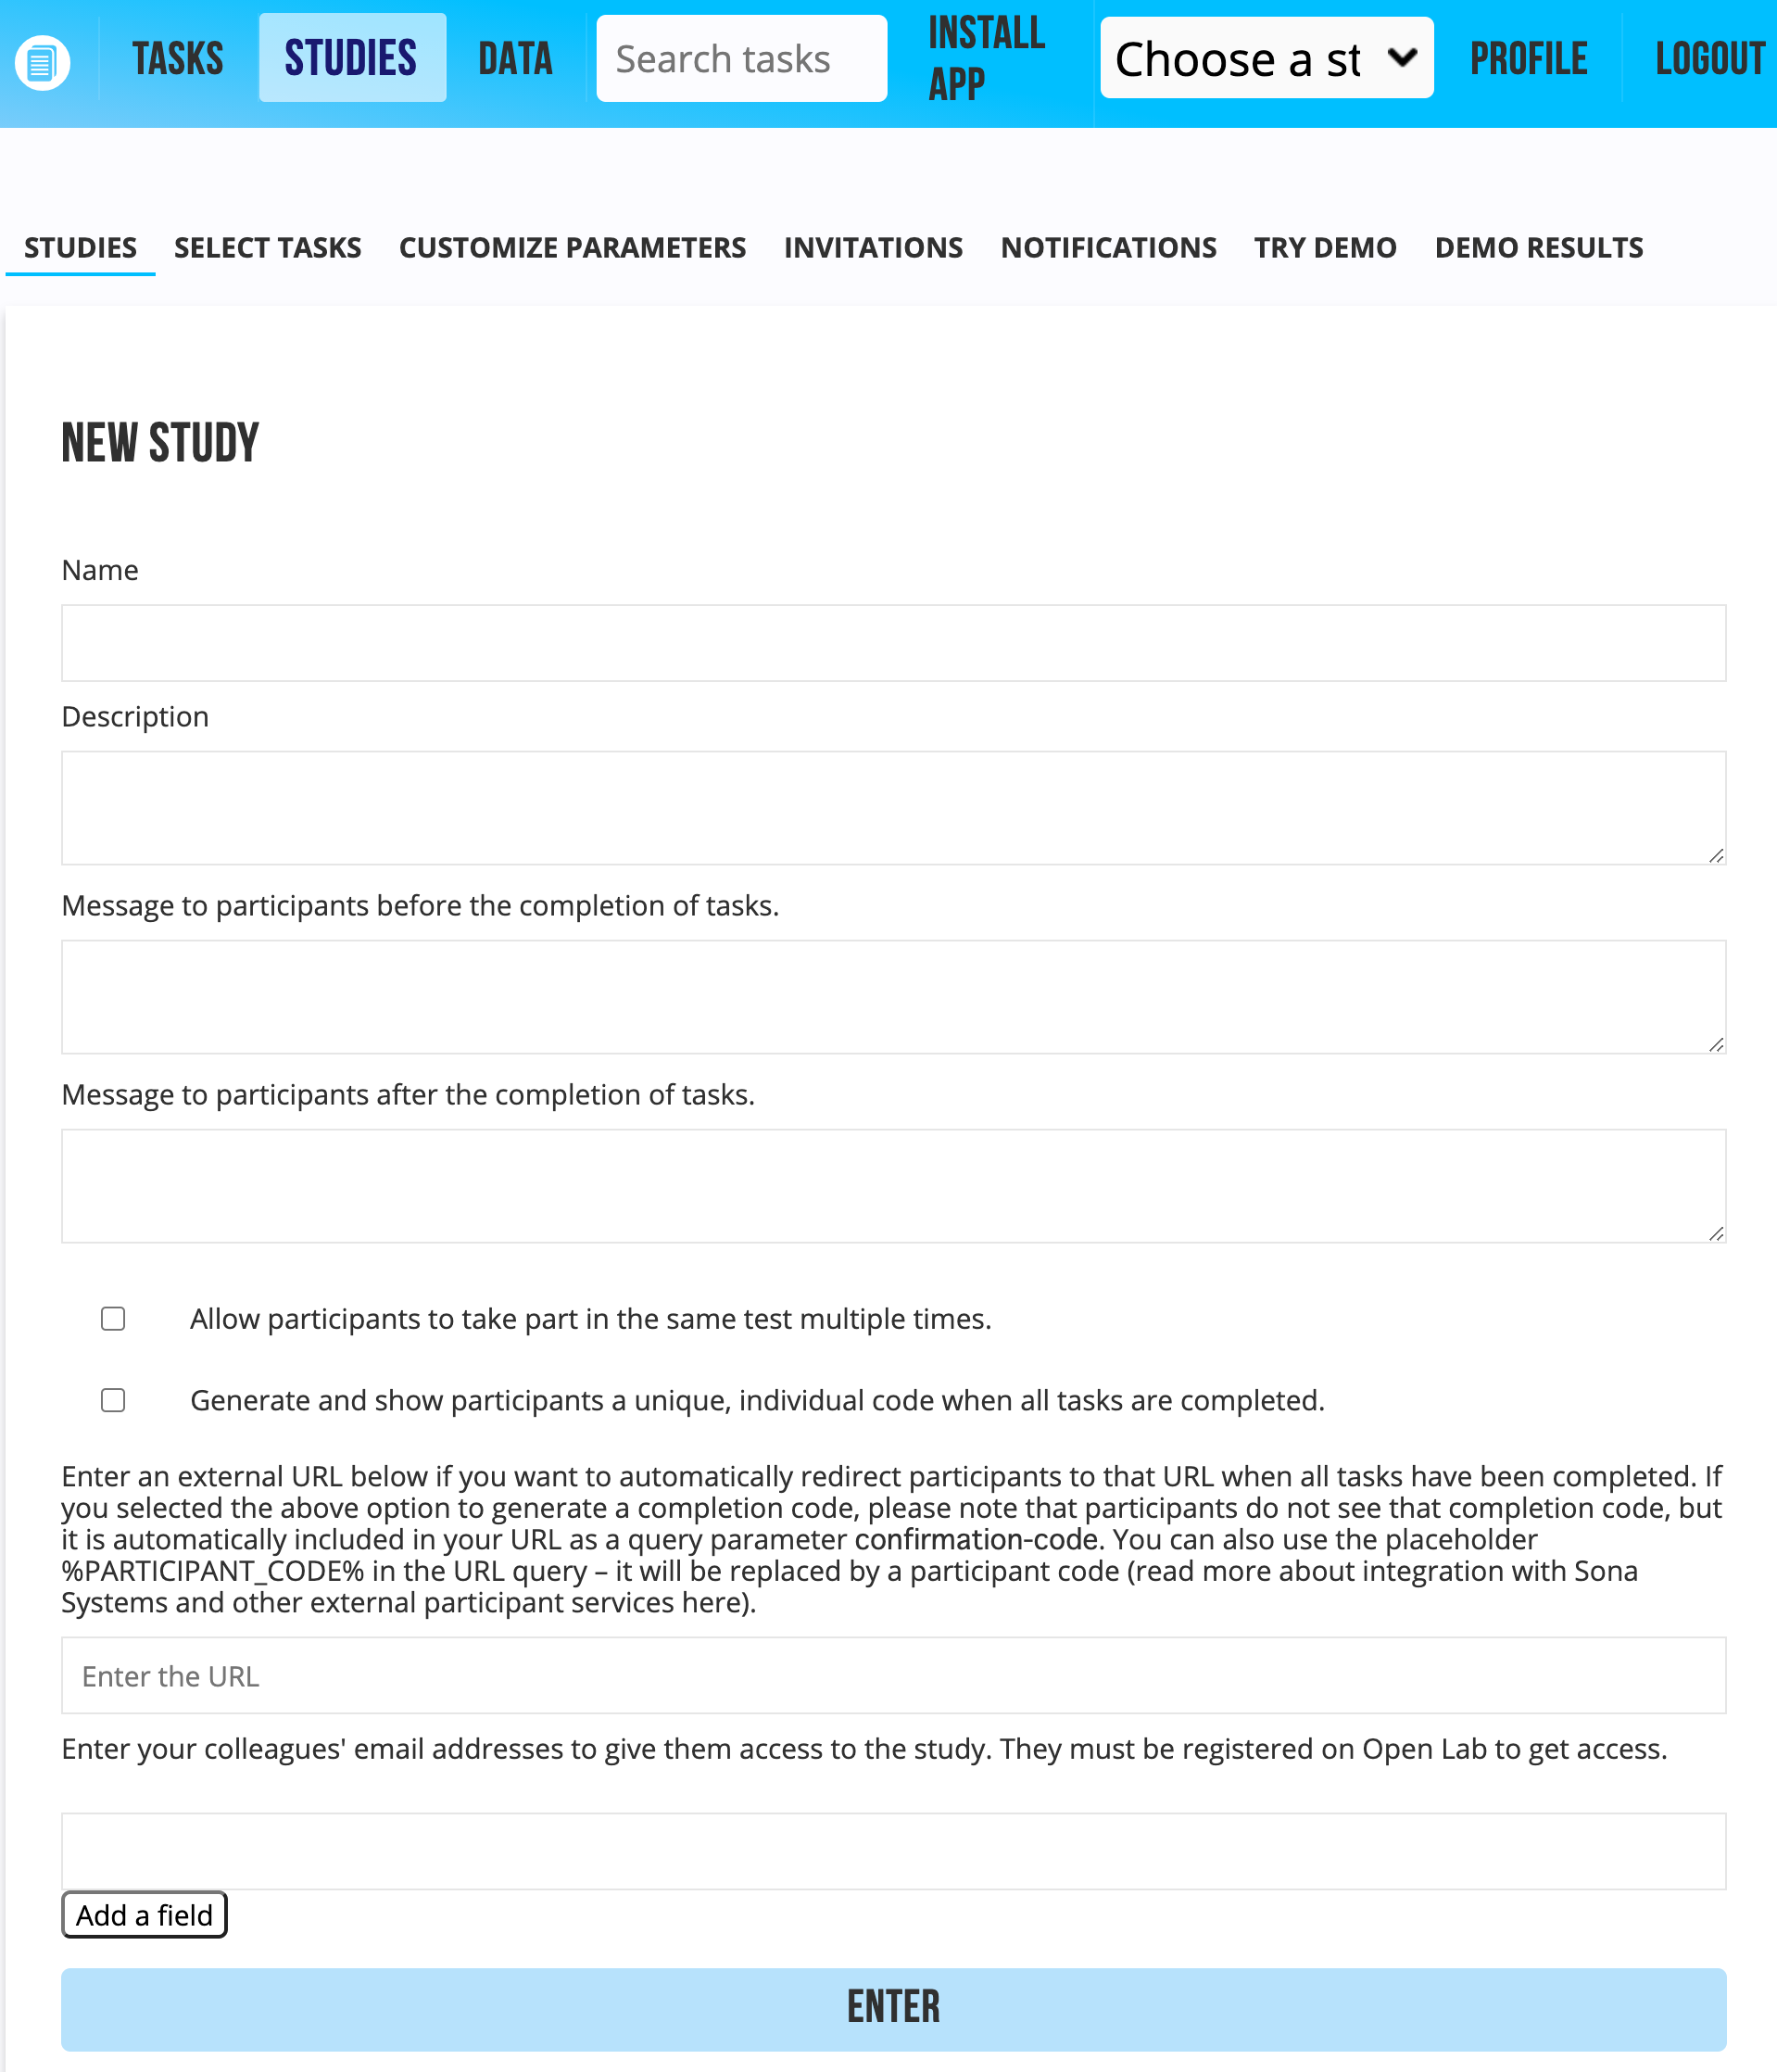 TASKS
STUDIES
DATA
Search tasks
INSTALL
APP
Choose a st
PROFILE
LOGOUT
STUDIES
SELECT TASKS
CUSTOMIZE PARAMETERS
INVITATIONS
NOTIFICATIONS
TRY DEMO
DEMO RESULTS
NEW STUDY
Name
Description
Message to participants before the completion of tasks.
Message to participants after the completion of tasks.
Allow participants to take part in the same test multiple times.
Generate and show participants a unique, individual code when all tasks are completed.
Enter an external URL below if you want to automatically redirect participants to that URL when all tasks have been completed. If
you selected the above option to generate a completion code, please note that participants do not see that completion code, but
it is automatically included in your URL as a query parameter confirmation-code. You can also use the placeholder
%PARTICIPANT_CODE% in the URL query – it will be replaced by a participant code (read more about integration with Sona
Systems and other external participant services here).
Enter the URL
Enter your colleagues' email addresses to give them access to the study. They must be registered on Open Lab to get access.
Add a field
ENTER